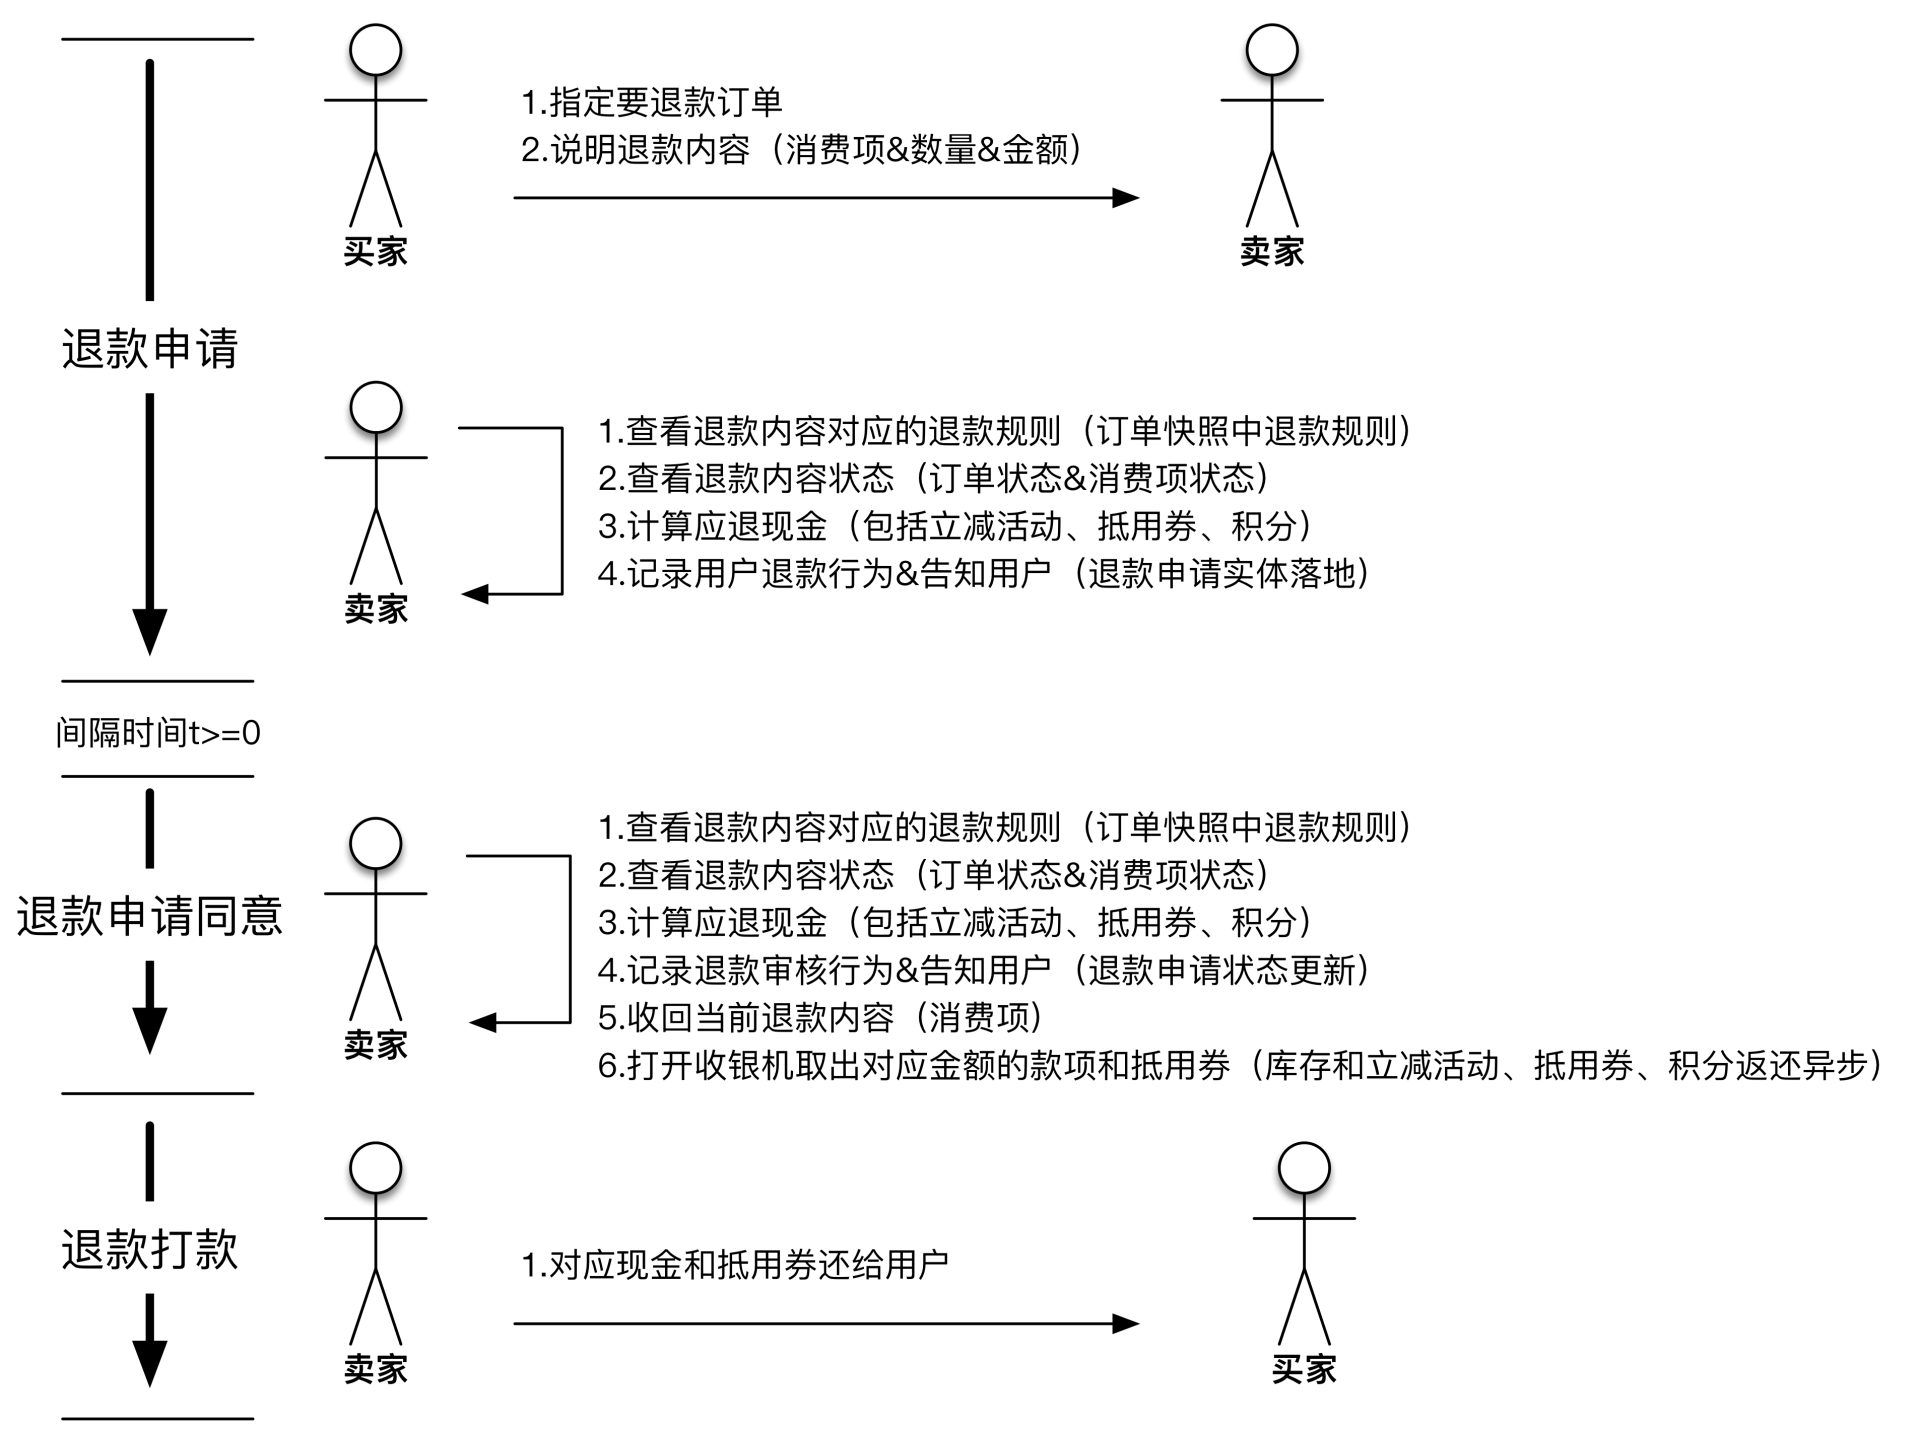 1.指定要退款订单
2.说明退款内容（消费项&数量&金额）
买家
卖家
退款申请
1.查看退款内容对应的退款规则（订单快照中退款规则）
2.查看退款内容状态（订单状态&消费项状态）
3.计算应退现金（包括立减活动、抵用券、积分）
4.记录用户退款行为&告知用户（退款申请实体落地）
卖家
间隔时间t>=0
退款申请同意
1.查看退款内容对应的退款规则（订单快照中退款规则）
2.查看退款内容状态（订单状态&消费项状态）
3.计算应退现金（包括立减活动、抵用券、积分）
4.记录退款审核行为&告知用户（退款申请状态更新）
5.收回当前退款内容（消费项）
6.打开收银机取出对应金额的款项和抵用券（库存和立减活动、抵用券、积分返还异步）
卖家
退款打款
1.对应现金和抵用券还给用户
卖家
买家